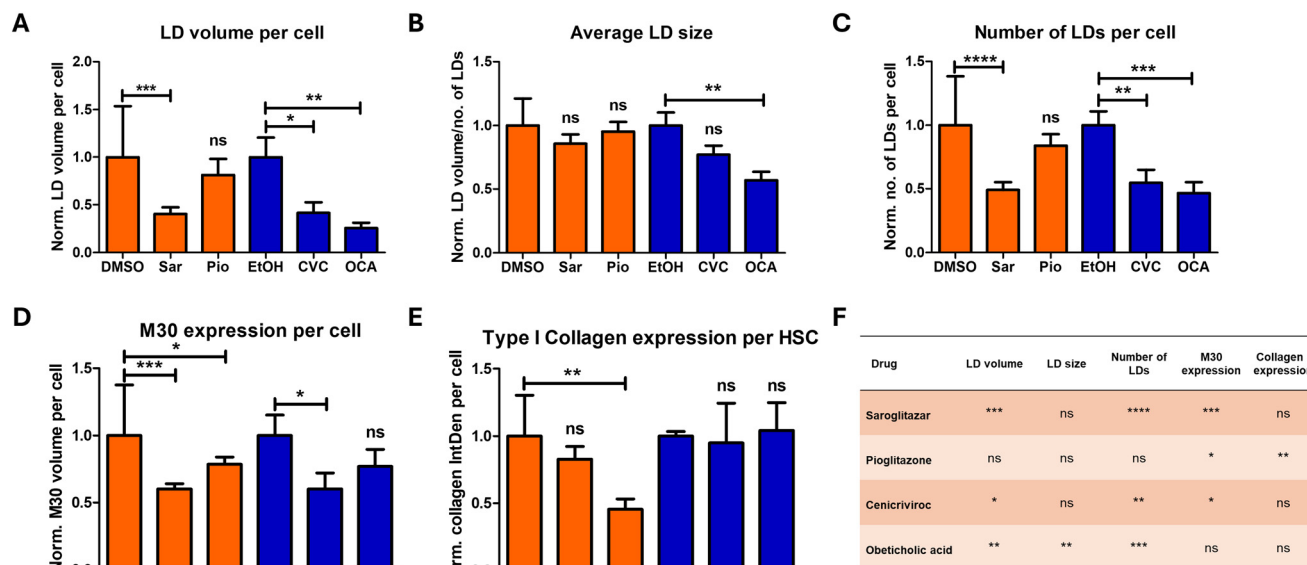 A
LD volume per cell
Norm. LD volume per cell
2.0
1.5
1.0
0.5
0.0
***
ns
**
*
DMSO Sar Pio EtOH CVC OCA
B
Average LD size
Norm. LD volume/no. of LDs
1.5
1.0
0.5
0.0
ns
ns
**
ns
DMSO Sar Pio EtOH CVC OCA
C
Number of LDs per cell
Norm. no. of LDs per cell
1.5
1.0
0.5
0.0
****
ns
***
**
DMSO Sar Pio EtOH CVC OCA
D
M30 expression per cell
Norm. M30 volume per cell
1.5
1.0
0.5
*
***
*
ns
E
Type I Collagen expression per HSC
rm. collagen IntDen per cell
1.5
1.0
0.5
**
ns
ns
ns
F
Drug LD volume LD size Number of LDs M30 expression Collagen expression
Saroglitazar *** ns **** *** ns
Pioglitazone ns ns ns * **
Cenicriviroc * ns ** * ns
Obeticholic acid ** ** *** ns ns